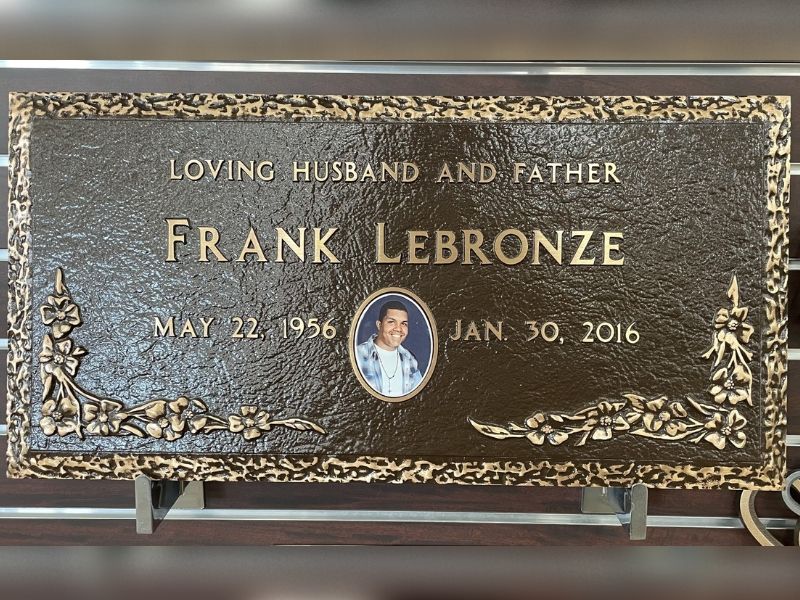 LOVING HUSBAND AND FATHER
FRANK LEBRONZE
MAY 22, 1956 JAN. 30, 2016